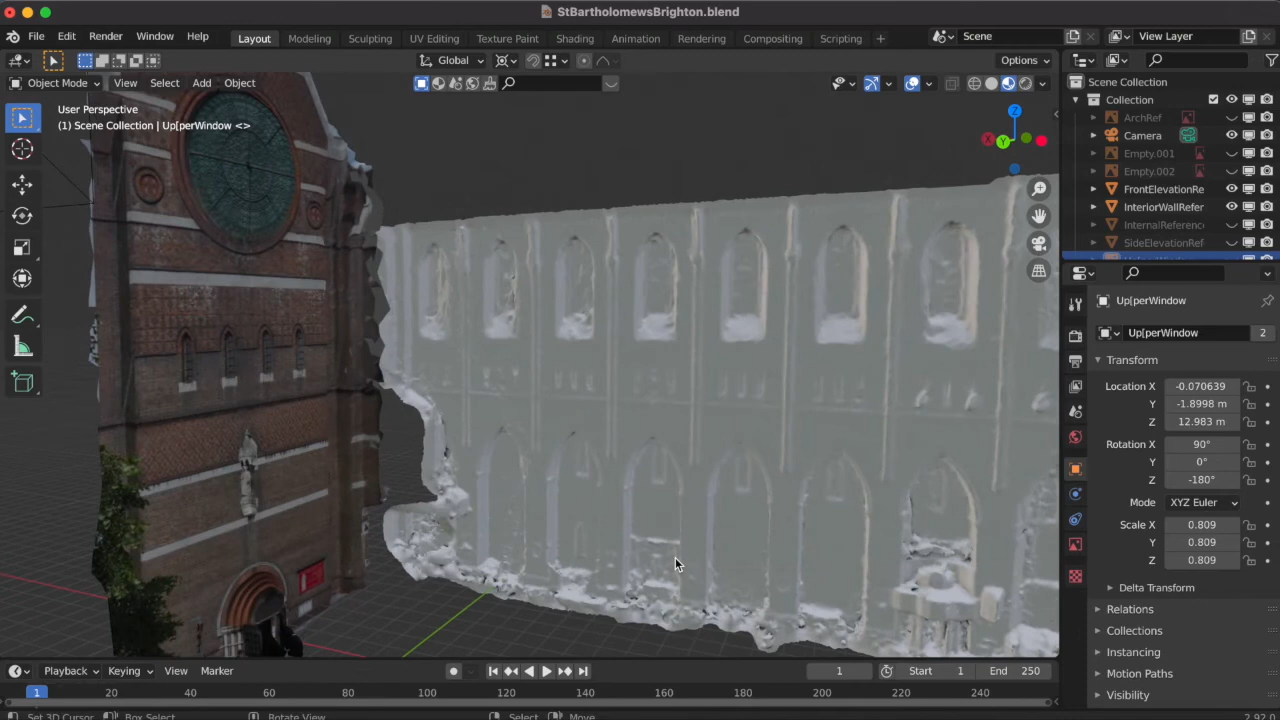 StBartholomewsBrighton.blend
File Edit Render Window Help
Layout Modeling Sculpting UV Editing Texture Paint Shading Animation Rendering Compositing Scripting +
Scene
View Layer
Global
Options
Object Mode View Select Add Object
User Perspective
(1) Scene Collection | Up[perWindow <>
Z
Y
Scene Collection
Collection
ArchRef
Camera
Empty.001
Empty.002
FrontElevationRe
InteriorWallRefer
InternalReferenc
SideElevationRef
Up[perWindow
Up[perWindow 2
Transform
Location X -0.070639
Y -1.8998 m
Z 12.983 m
Rotation X 90°
Y 0°
Z -180°
Mode XYZ Euler
Scale X 0.809
Y 0.809
Z 0.809
Delta Transform
Relations
Collections
Instancing
Motion Paths
Visibility
Playback Keying View Marker
1 Start 1 End 250
1 20 40 60 80 100 120 140 160 180 200 220 240
Set 3D Cursor Box Select Rotate View Select Move 2.92.0